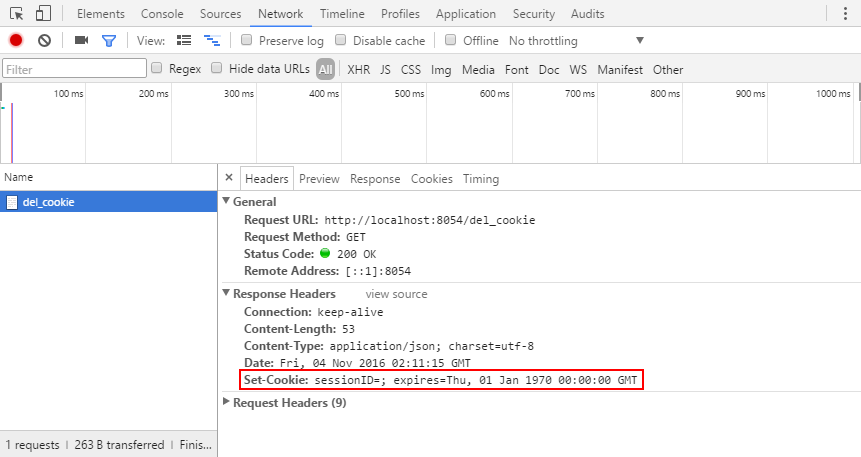 Elements Console Sources Network Timeline Profiles Application Security Audits
View: Preserve log Disable cache Offline No throttling
Filter Regex Hide data URLs All XHR JS CSS Img Media Font Doc WS Manifest Other
100 ms 200 ms 300 ms 400 ms 500 ms 600 ms 700 ms 800 ms 900 ms 1000 ms
Name
× Headers Preview Response Cookies Timing
del_cookie
General
Request URL: http://localhost:8054/del_cookie
Request Method: GET
Status Code: 200 OK
Remote Address: [::1]:8054
Response Headers view source
Connection: keep-alive
Content-Length: 53
Content-Type: application/json; charset=utf-8
Date: Fri, 04 Nov 2016 02:11:15 GMT
Set-Cookie: sessionID=; expires=Thu, 01 Jan 1970 00:00:00 GMT
Request Headers (9)
1 requests | 263 B transferred | Finis...